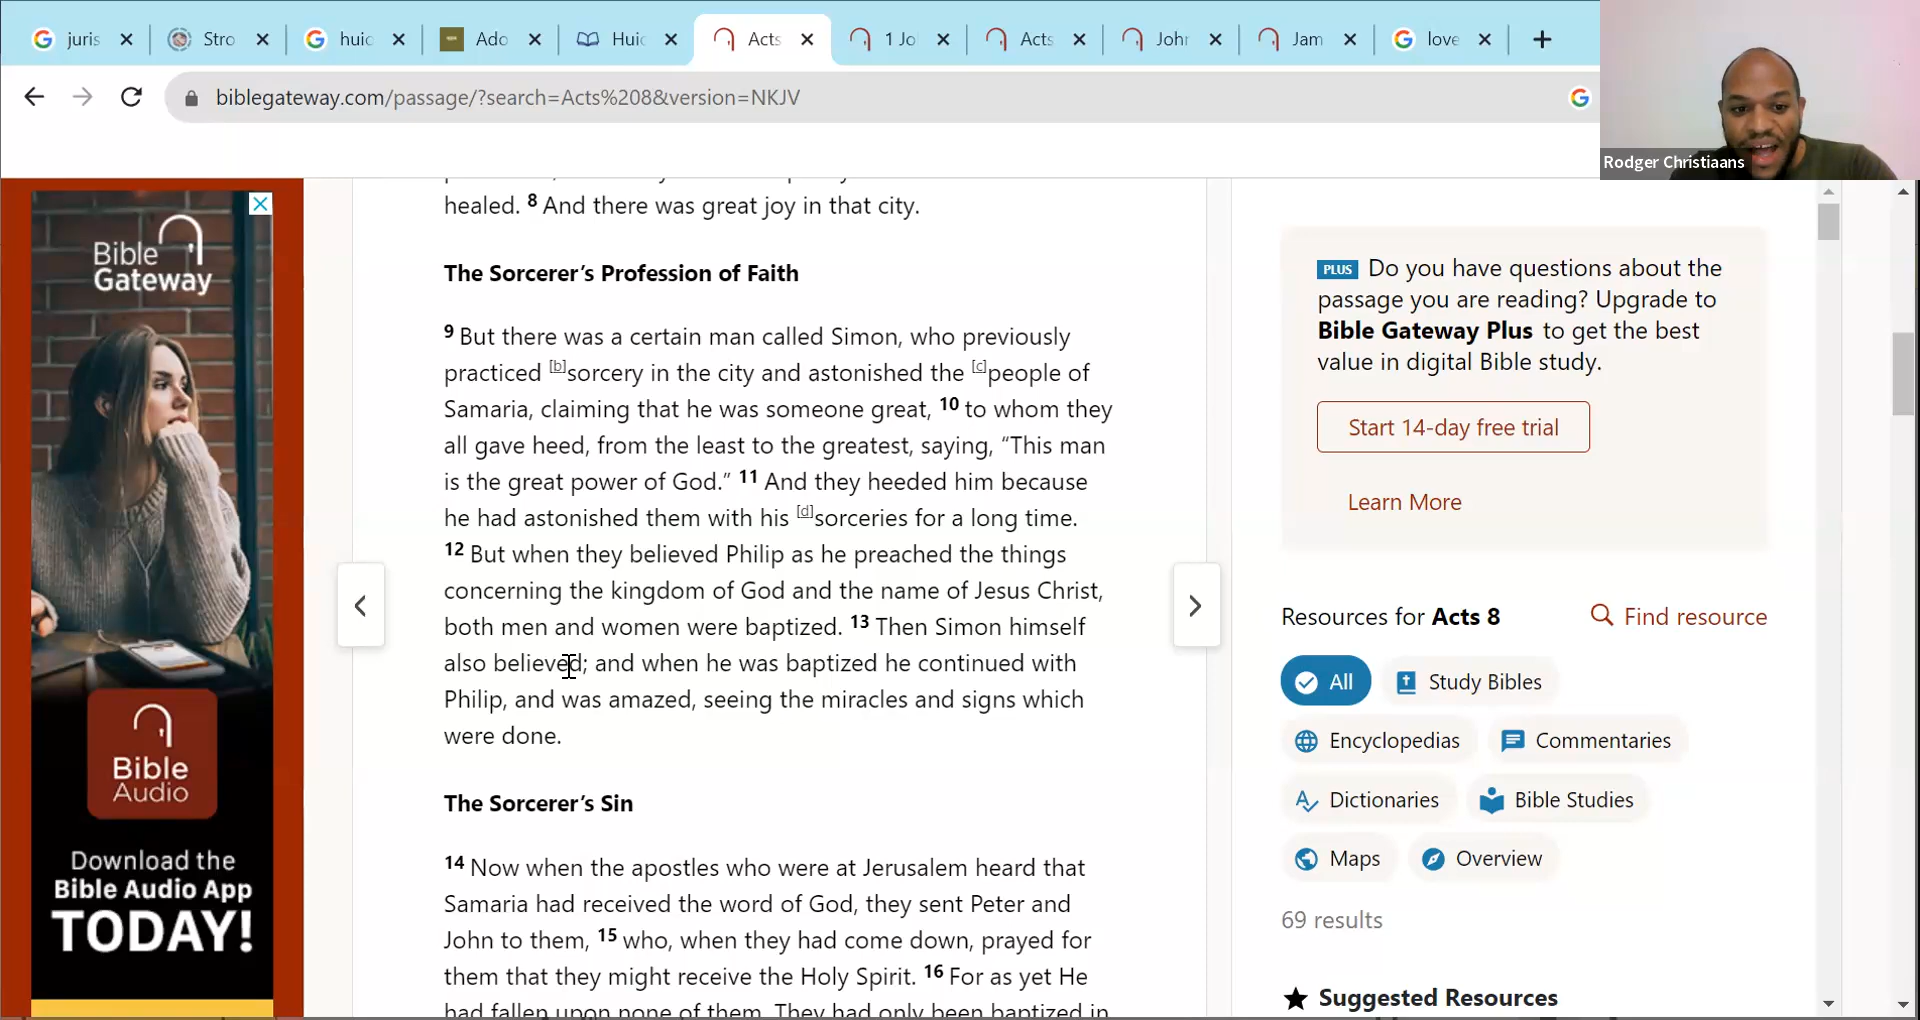 juris
Stro
huic
Ado
Huic
Acts
1 Jo
Acts
Johr
Jam
love
biblegateway.com/passage/?search=Acts%208&version=NKJV
Rodger Christiaans
Bible
Gateway
Bible
Audio
Download the
Bible Audio App
TODAY!
healed. 8 And there was great joy in that city.
The Sorcerer’s Profession of Faith
9 But there was a certain man called Simon, who previously
practiced [b]sorcery in the city and astonished the [c]people of
Samaria, claiming that he was someone great, 10 to whom they
all gave heed, from the least to the greatest, saying, “This man
is the great power of God.” 11 And they heeded him because
he had astonished them with his [d]sorceries for a long time.
12 But when they believed Philip as he preached the things
concerning the kingdom of God and the name of Jesus Christ,
both men and women were baptized. 13 Then Simon himself
also believed; and when he was baptized he continued with
Philip, and was amazed, seeing the miracles and signs which
were done.
The Sorcerer’s Sin
14 Now when the apostles who were at Jerusalem heard that
Samaria had received the word of God, they sent Peter and
John to them, 15 who, when they had come down, prayed for
them that they might receive the Holy Spirit. 16 For as yet He
had fallen upon none of them. They had only been baptized in
PLUS Do you have questions about the
passage you are reading? Upgrade to
Bible Gateway Plus to get the best
value in digital Bible study.
Start 14-day free trial
Learn More
Resources for Acts 8
Find resource
All
Study Bibles
Encyclopedias
Commentaries
Dictionaries
Bible Studies
Maps
Overview
69 results
Suggested Resources